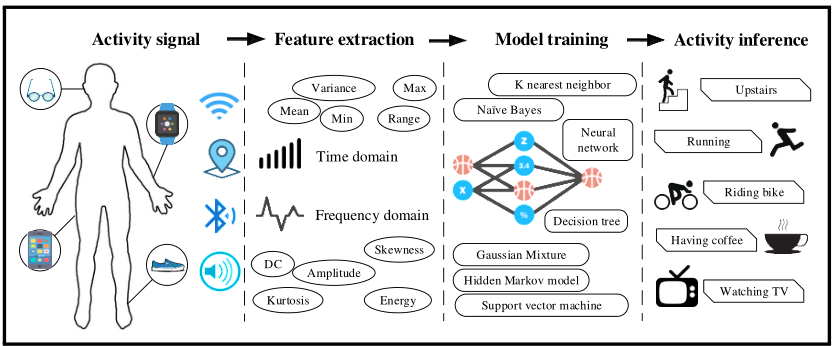 Activity signal
Feature extraction
Model training
Activity inference
Variance
Max
Mean
Min
Range
Time domain
Frequency domain
Skewness
DC
Amplitude
Kurtosis
Energy
K nearest neighbor
Naïve Bayes
Neural
network
Z
3.4
X
%
Decision tree
Gaussian Mixture
Hidden Markov model
Support vector machine
Upstairs
Running
Riding bike
Having coffee
Watching TV